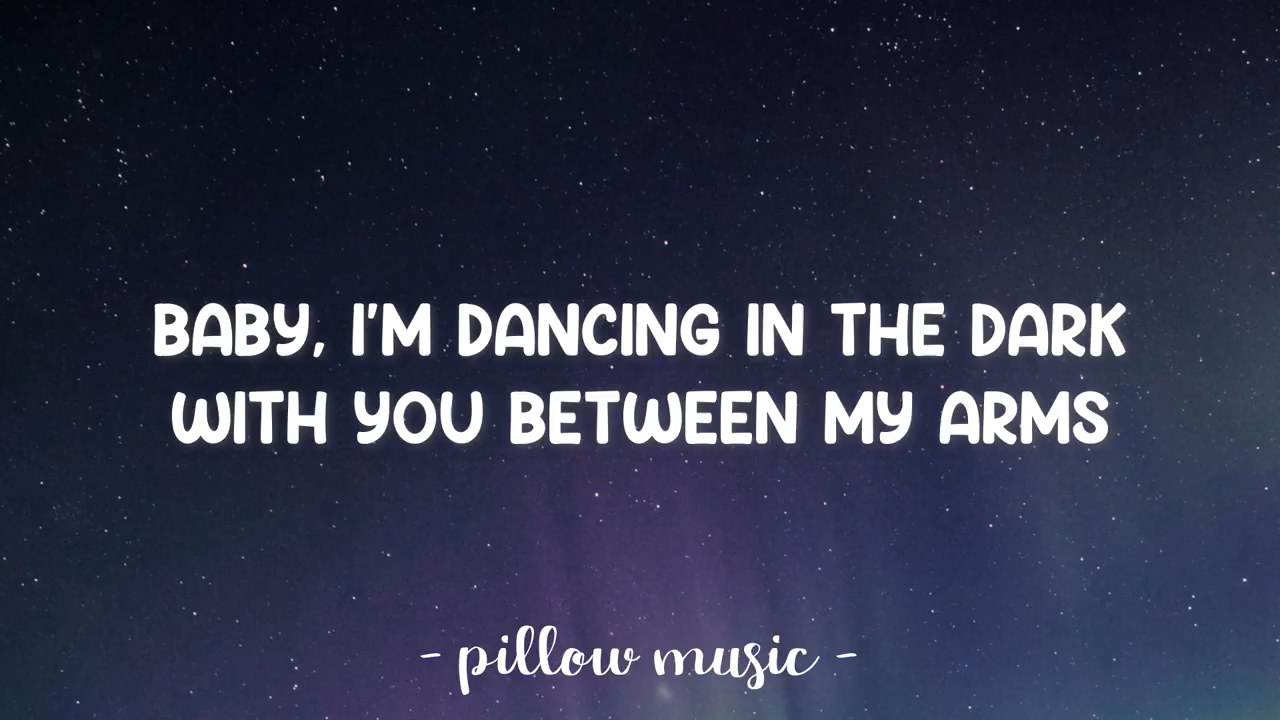 BABY, I'M DANCING IN THE DARK
WITH YOU BETWEEN MY ARMS
- pillow music -